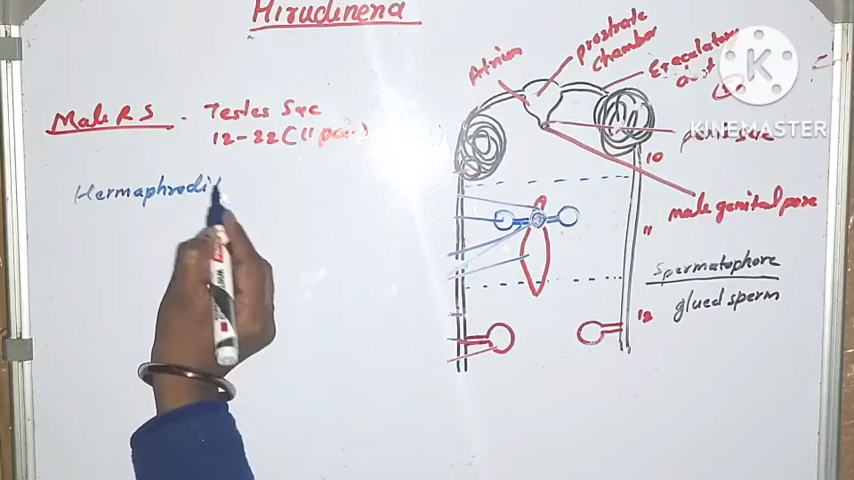 Hirudinena
Male RS - Testes Sac
12-22 (11 pair)
Hermaphrodi
Atrium
prostrate
chamber
duct
penis sac
10
male genital pore
11
Spermatophore
glued sperm
12
KINEMASTER